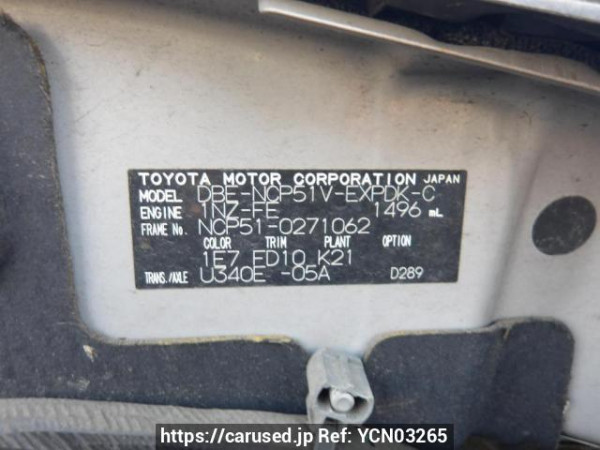 TOYOTA MOTOR CORPORATION JAPAN
MODEL DBE-NCP51V-EXPDK-C
ENGINE 1NZ-FE 1496 mL
FRAME No. NCP51-0271062
COLOR TRIM PLANT OPTION
1E7 FD10 K21
TRANS./AXLE U340E -05A D289
https://carused.jp Ref: YCN03265